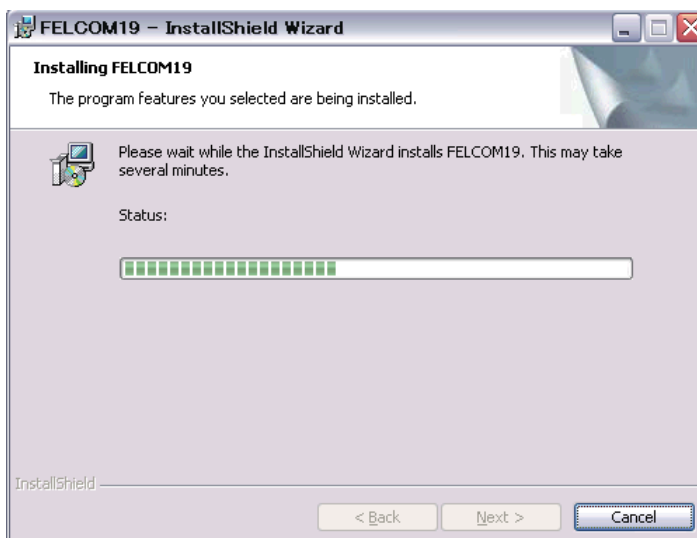 FELCOM19 - InstallShield Wizard
Installing FELCOM19
The program features you selected are being installed.
Please wait while the InstallShield Wizard installs FELCOM19. This may take
several minutes.
Status:
InstallShield
< Back
Next >
Cancel